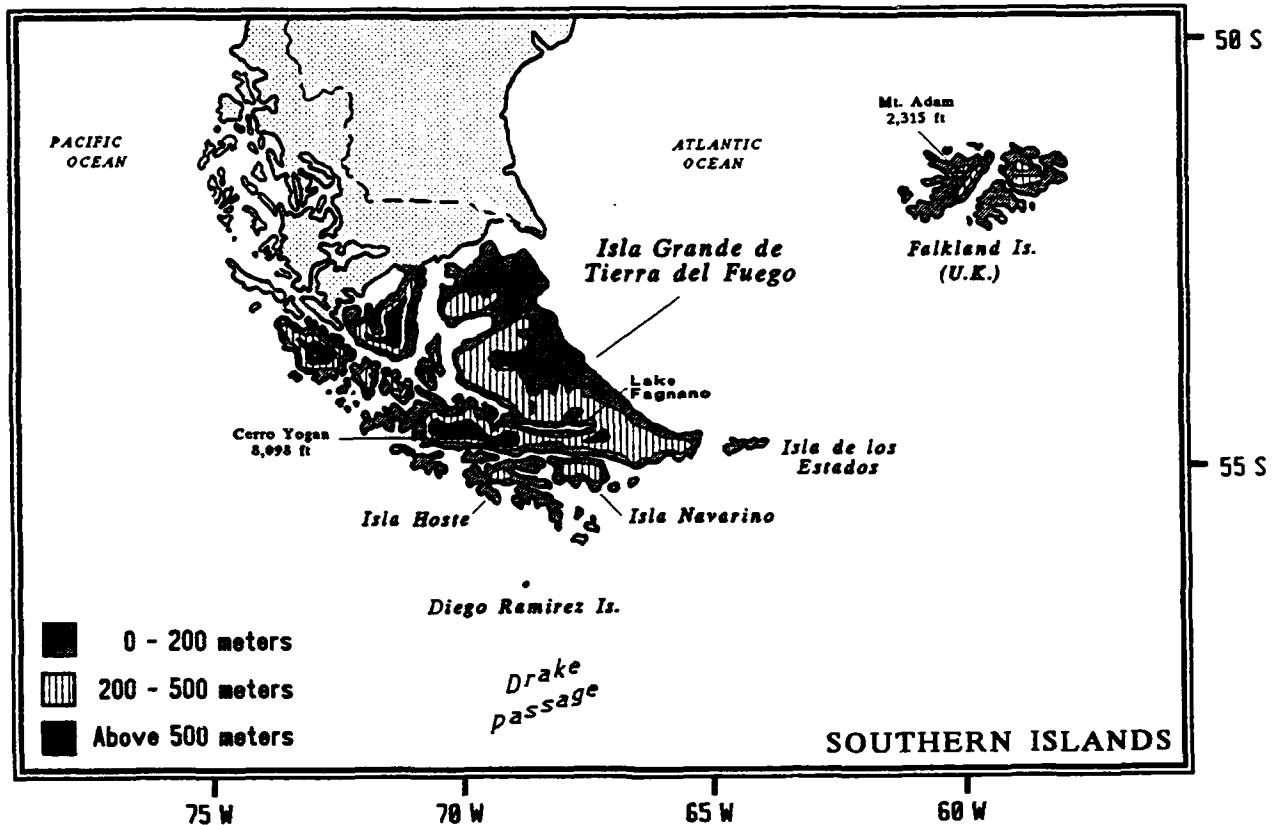 50 S
Mt. Adam
2,315 ft
PACIFIC
OCEAN
ATLANTIC
OCEAN
Isla Grande de
Tierra del Fuego
Falkland Is.
(U.K.)
Lake
Fagnano
Cerro Yogan
8,098 ft
Isla de los
Estados
55 S
Isla Hoste
Isla Navarino
Diego Ramirez Is.
0 - 200 meters
200 - 500 meters
Above 500 meters
Drake
passage
SOUTHERN ISLANDS
75 W
70 W
65 W
60 W